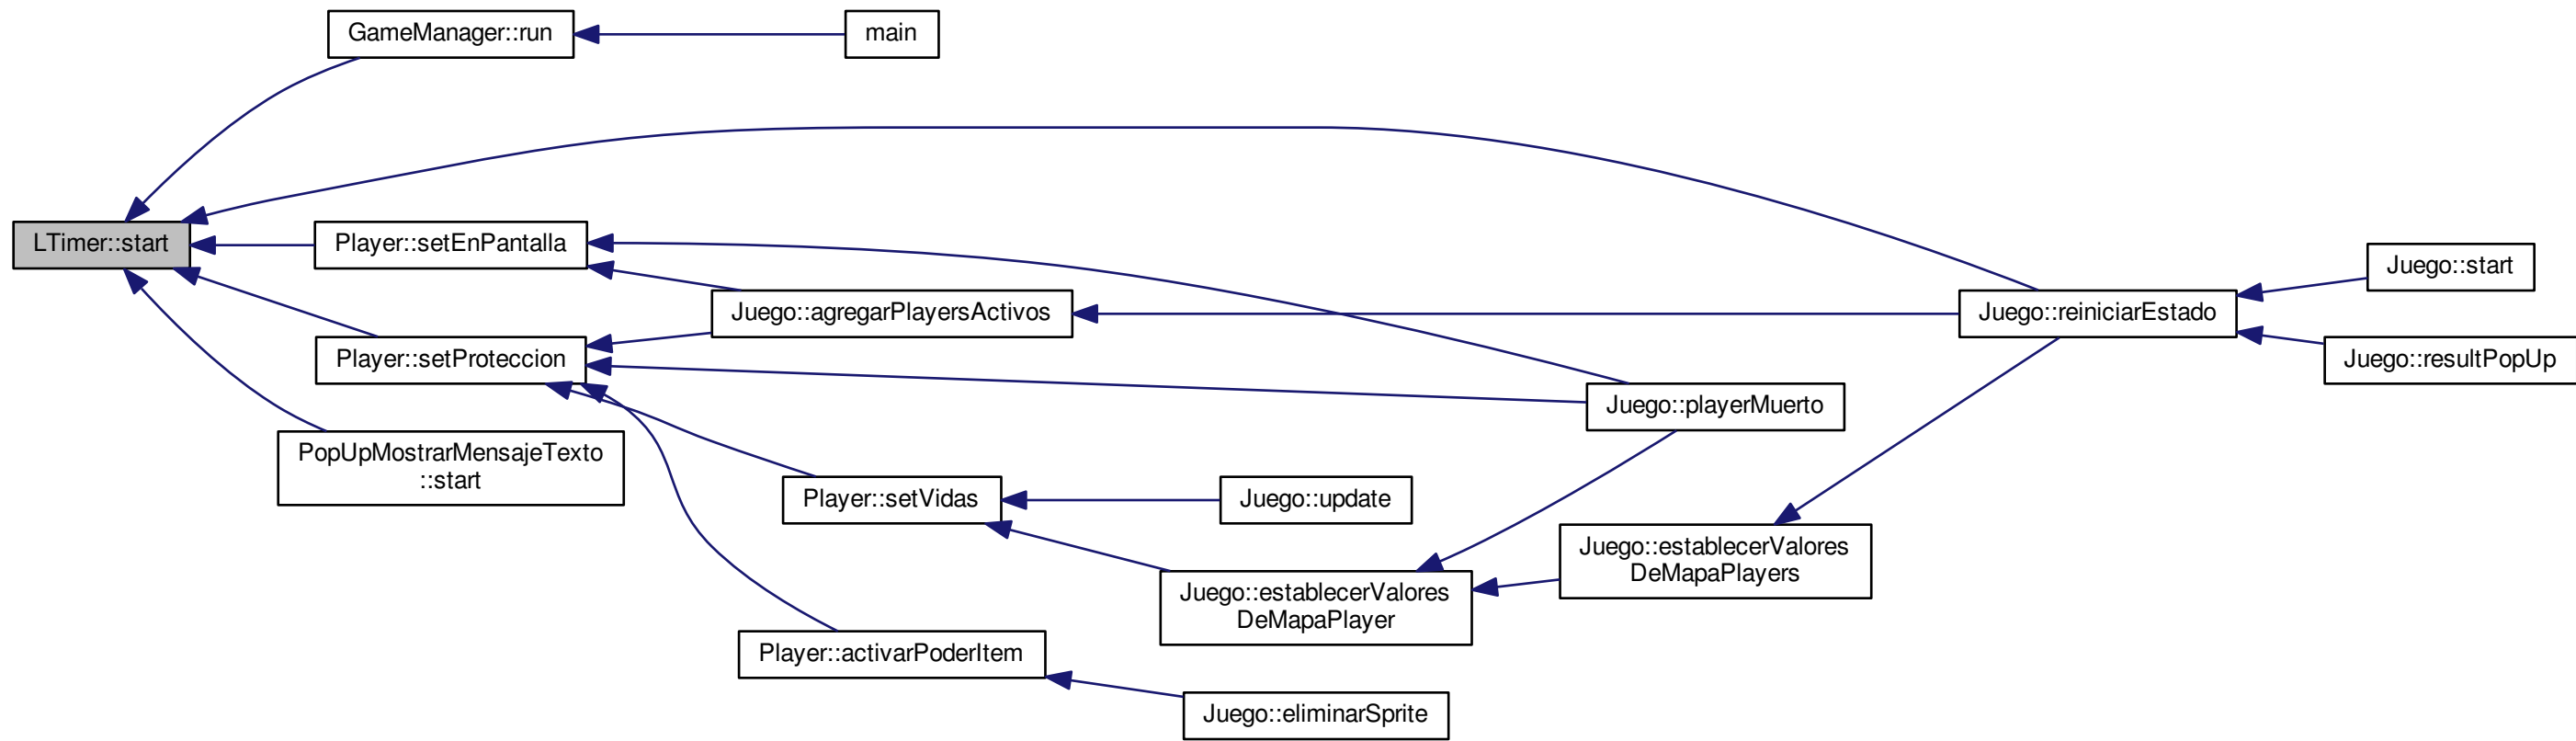 GameManager::run
main
LTimer::start
Player::setEnPantalla
Juego::start
Juego::agregarPlayersActivos
Juego::reiniciarEstado
Player::setProteccion
Juego::resultPopUp
Juego::playerMuerto
PopUpMostrarMensajeTexto
::start
Player::setVidas
Juego::update
Juego::establecerValores
DeMapaPlayers
Juego::establecerValores
DeMapaPlayer
Player::activarPoderItem
Juego::eliminarSprite